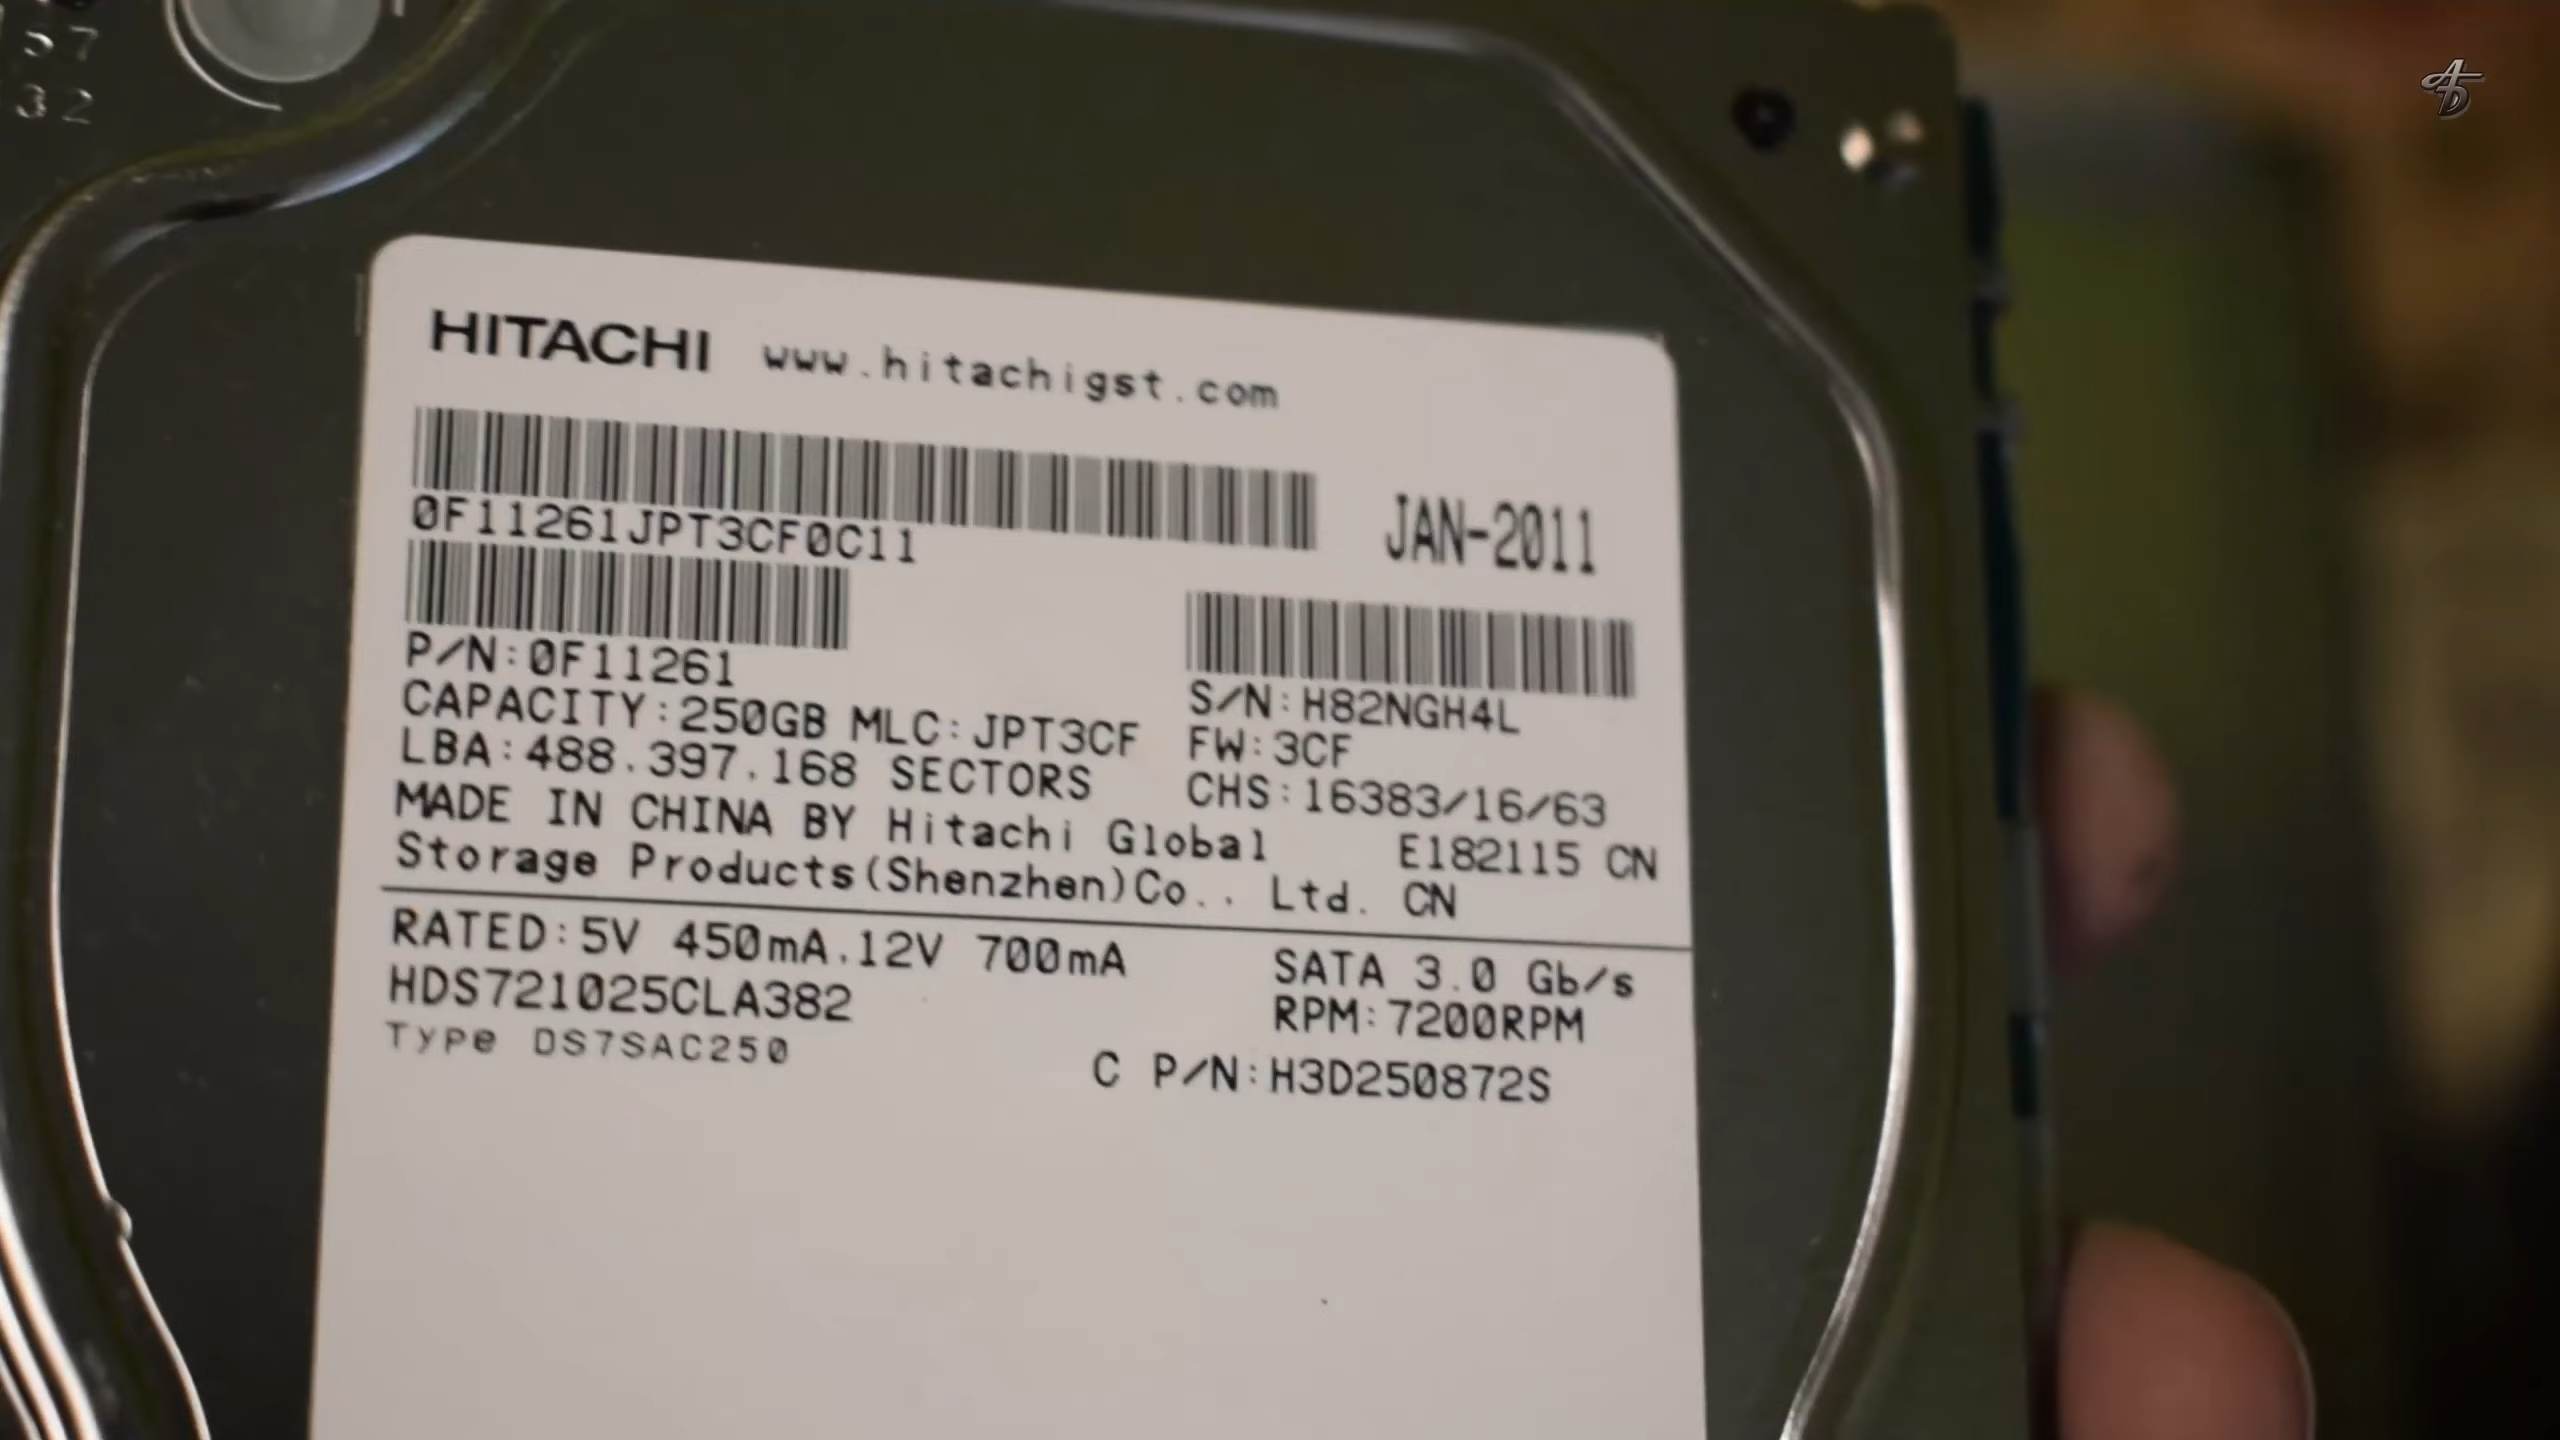 57
32
HITACHI www.hitachigst.com
0F11261JPT3CF0C11
JAN-2011
P/N:0F11261
S/N:H82NGH4L
CAPACITY:250GB MLC:JPT3CF
FW:3CF
LBA:488.397.168 SECTORS
CHS:16383/16/63
MADE IN CHINA BY Hitachi Global
E182115 CN
Storage Products(Shenzhen)Co.. Ltd. CN
RATED:5V 450mA.12V 700mA
SATA 3.0 Gb/s
HDS721025CLA382
RPM:7200RPM
Type DS7SAC250
C P/N:H3D250872S